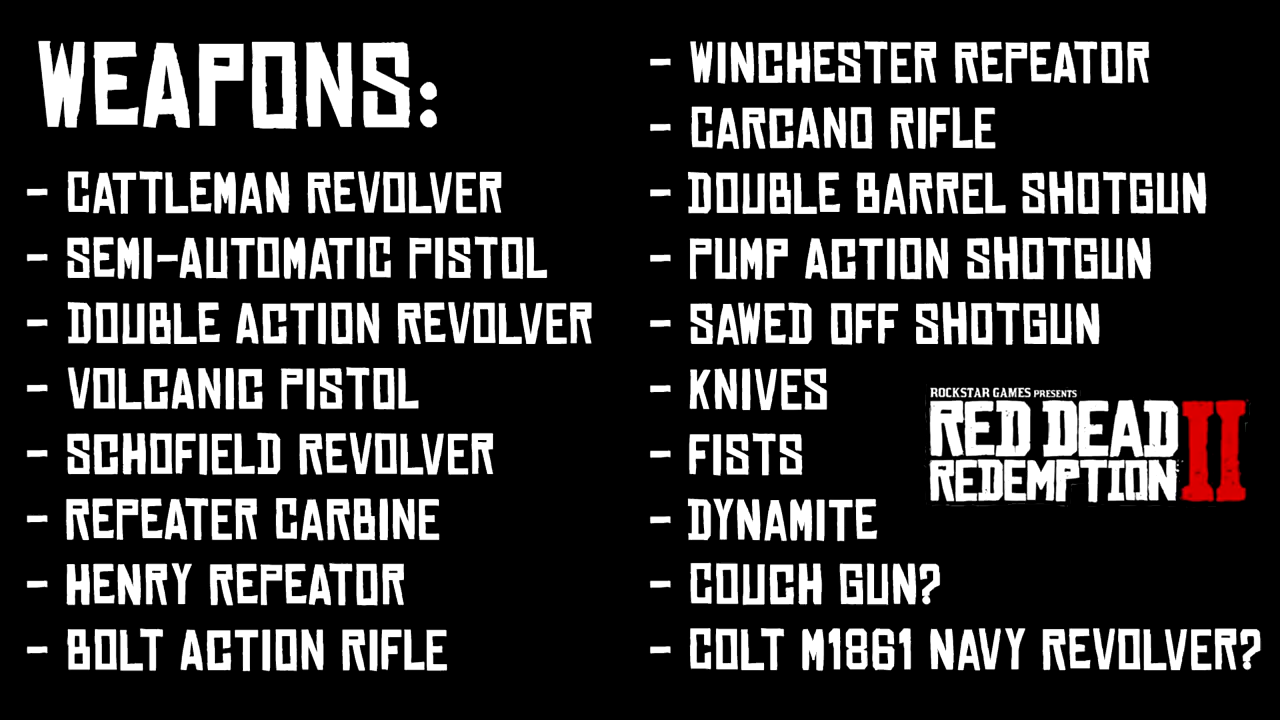 WEAPONS:
- CATTLEMAN REVOLVER
- SEMI-AUTOMATIC PISTOL
- DOUBLE ACTION REVOLVER
- VOLCANIC PISTOL
- SCHOFIELD REVOLVER
- REPEATER CARBINE
- HENRY REPEATOR
- BOLT ACTION RIFLE
- WINCHESTER REPEATOR
- CARCANO RIFLE
- DOUBLE BARREL SHOTGUN
- PUMP ACTION SHOTGUN
- SAWED OFF SHOTGUN
- KNIVES
- FISTS
- DYNAMITE
- COUCH GUN?
- COLT M1861 NAVY REVOLVER?
ROCKSTAR GAMES PRESENTS
RED DEAD
REDEMPTION II